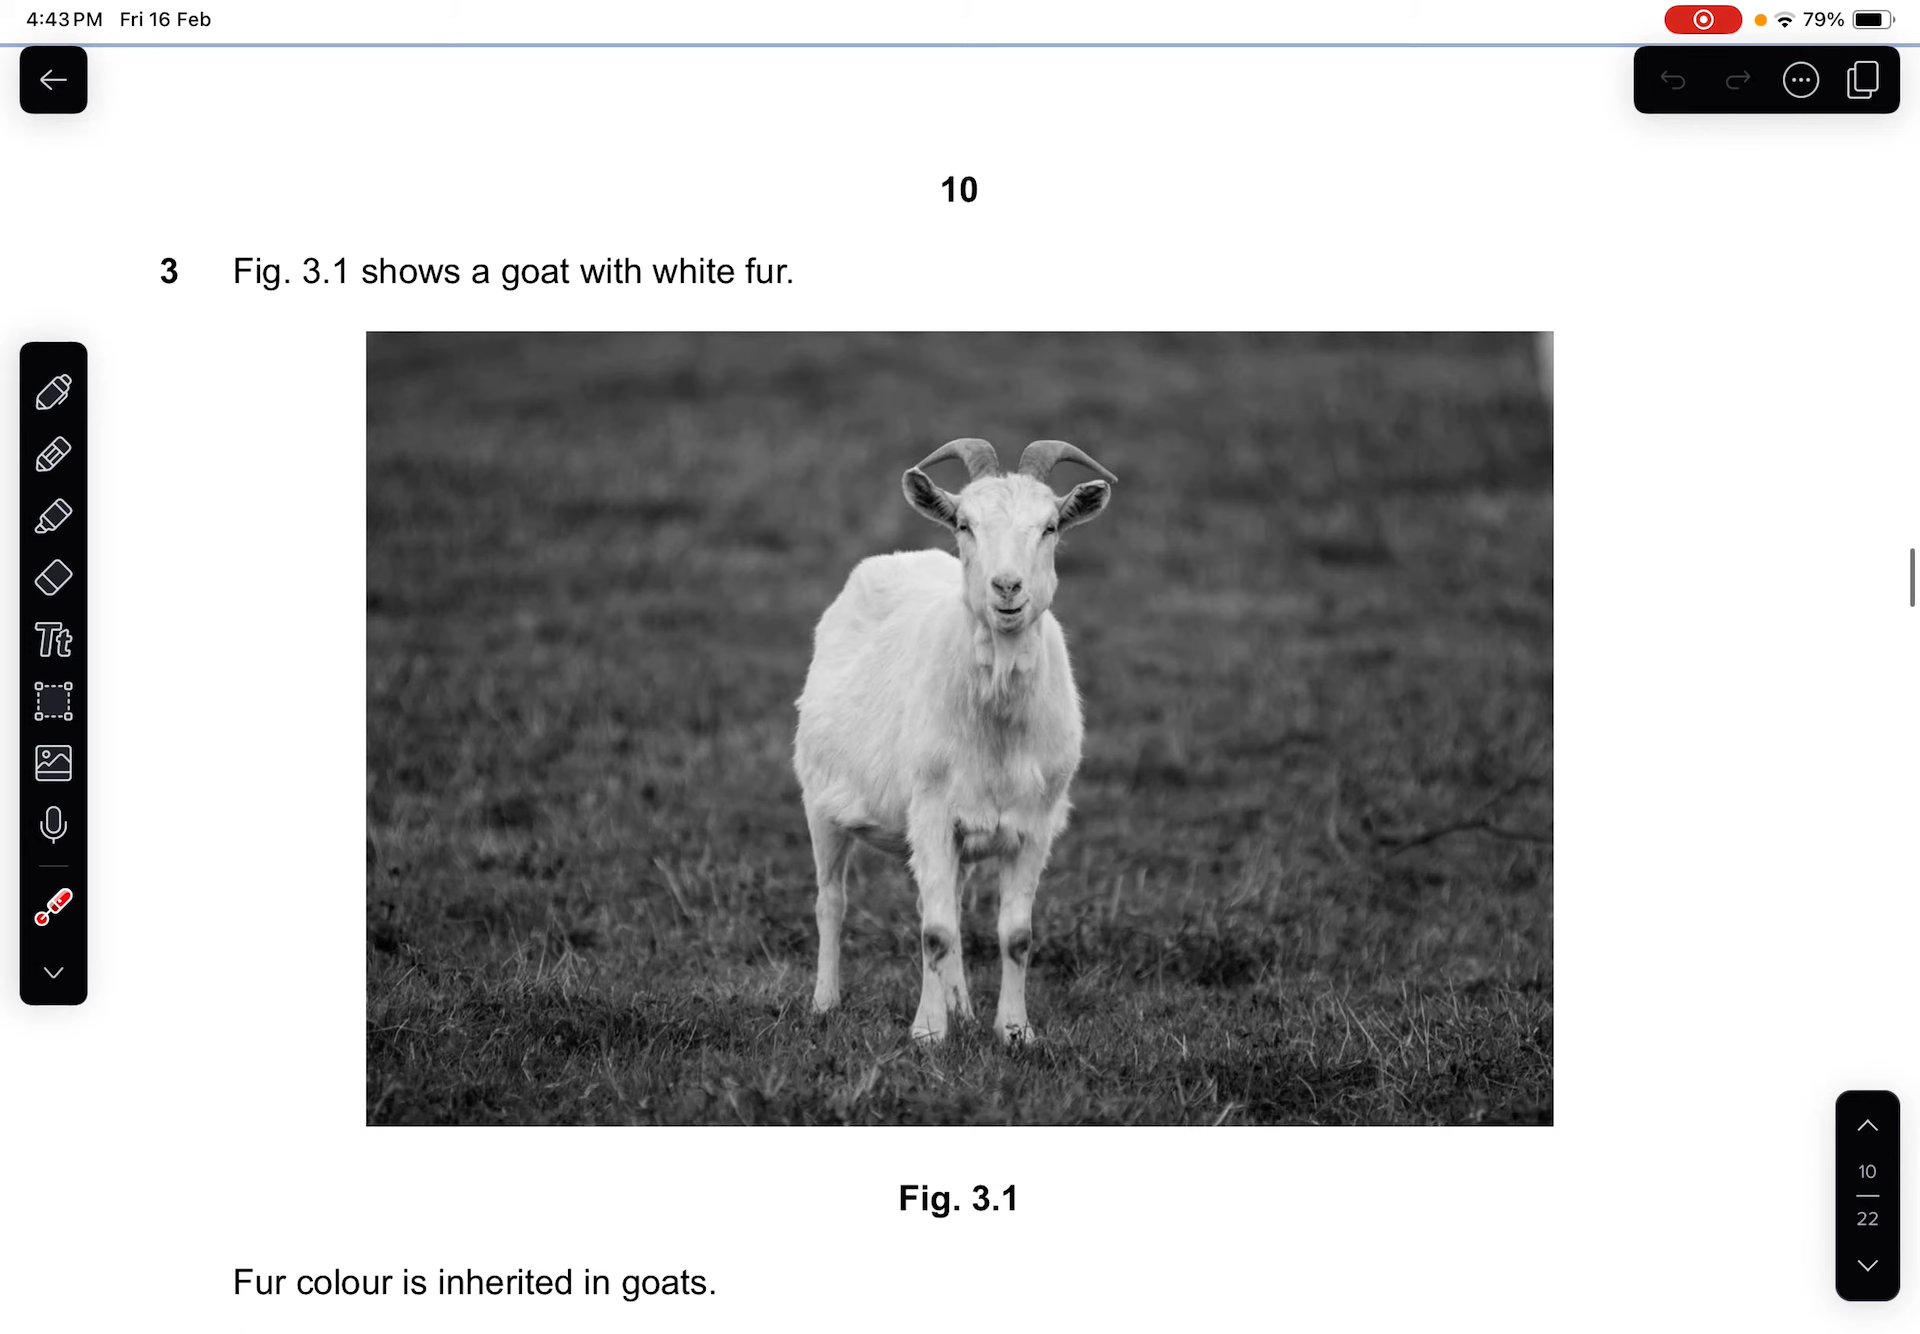 4:43 PM Fri 16 Feb
79%
10
3 Fig. 3.1 shows a goat with white fur.
Tt
Fig. 3.1
Fur colour is inherited in goats.
10
22